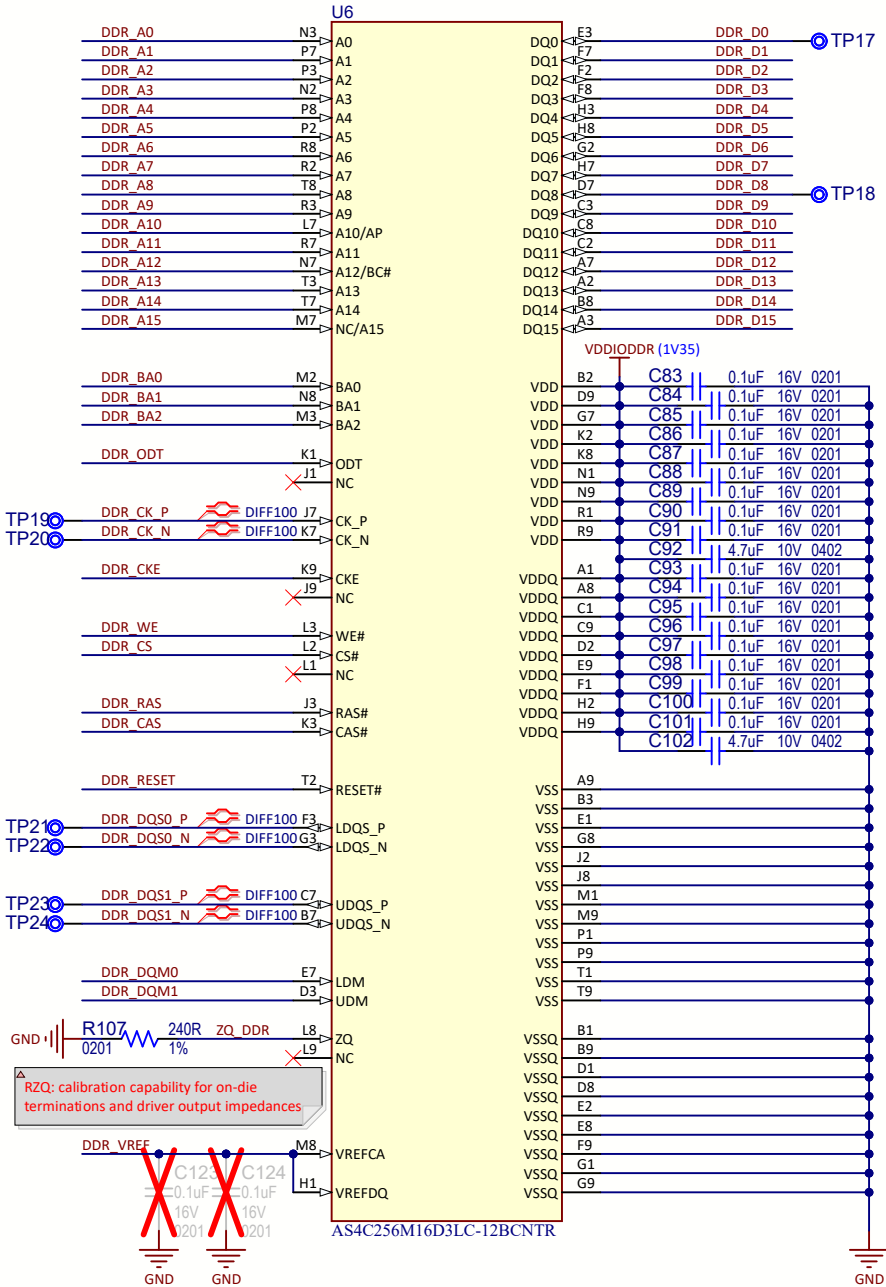 U6
DDR_A0 N3 A0 DQ0 E3 DDR_D0 TP17
DDR_A1 P7 A1 DQ1 F7 DDR_D1
DDR_A2 P3 A2 DQ2 F2 DDR_D2
DDR_A3 N2 A3 DQ3 F8 DDR_D3
DDR_A4 P8 A4 DQ4 H3 DDR_D4
DDR_A5 P2 A5 DQ5 H8 DDR_D5
DDR_A6 R8 A6 DQ6 G2 DDR_D6
DDR_A7 R2 A7 DQ7 H7 DDR_D7
DDR_A8 T8 A8 DQ8 D7 DDR_D8 TP18
DDR_A9 R3 A9 DQ9 C3 DDR_D9
DDR_A10 L7 A10/AP DQ10 C8 DDR_D10
DDR_A11 R7 A11 DQ11 C2 DDR_D11
DDR_A12 N7 A12/BC# DQ12 A7 DDR_D12
DDR_A13 T3 A13 DQ13 A2 DDR_D13
DDR_A14 T7 A14 DQ14 B8 DDR_D14
DDR_A15 M7 NC/A15 DQ15 A3 DDR_D15
VDDIODDR (1V35)
DDR_BA0 M2 BA0 VDD B2 C83 0.1uF 16V 0201
DDR_BA1 N8 BA1 VDD D9 C84 0.1uF 16V 0201
DDR_BA2 M3 BA2 VDD G7 C85 0.1uF 16V 0201
VDD K2 C86 0.1uF 16V 0201
DDR_ODT K1 ODT VDD K8 C87 0.1uF 16V 0201
J1 NC VDD N1 C88 0.1uF 16V 0201
VDD N9 C89 0.1uF 16V 0201
TP19 DDR_CK_P DIFF100 J7 CK_P VDD R1 C90 0.1uF 16V 0201
TP20 DDR_CK_N DIFF100 K7 CK_N VDD R9 C91 0.1uF 16V 0201
C92 4.7uF 10V 0402
DDR_CKE K9 CKE VDDQ A1 C93 0.1uF 16V 0201
J9 NC VDDQ A8 C94 0.1uF 16V 0201
VDDQ C1 C95 0.1uF 16V 0201
DDR_WE L3 WE# VDDQ C9 C96 0.1uF 16V 0201
DDR_CS L2 CS# VDDQ D2 C97 0.1uF 16V 0201
L1 NC VDDQ E9 C98 0.1uF 16V 0201
VDDQ F1 C99 0.1uF 16V 0201
DDR_RAS J3 RAS# VDDQ H2 C100 0.1uF 16V 0201
DDR_CAS K3 CAS# VDDQ H9 C101 0.1uF 16V 0201
C102 4.7uF 10V 0402
DDR_RESET T2 RESET# VSS A9
VSS B3
TP21 DDR_DQS0_P DIFF100 F3 LDQS_P VSS E1
TP22 DDR_DQS0_N DIFF100 G3 LDQS_N VSS G8
VSS J2
VSS J8
TP23 DDR_DQS1_P DIFF100 C7 UDQS_P VSS M1
TP24 DDR_DQS1_N DIFF100 B7 UDQS_N VSS M9
VSS P1
VSS P9
DDR_DQM0 E7 LDM VSS T1
DDR_DQM1 D3 UDM VSS T9
GND R107 240R ZQ_DDR L8 ZQ VSSQ B1
0201 1% L9 NC VSSQ B9
VSSQ D1
RZQ: calibration capability for on-die
terminations and driver output impedances
VSSQ D8
VSSQ E2
VSSQ E8
DDR_VREF M8 VREFCA VSSQ F9
C123 C124 VSSQ G1
0.1uF 0.1uF H1 VREFDQ VSSQ G9
16V 16V
0201 0201
AS4C256M16D3LC-12BCNTR
GND GND GND